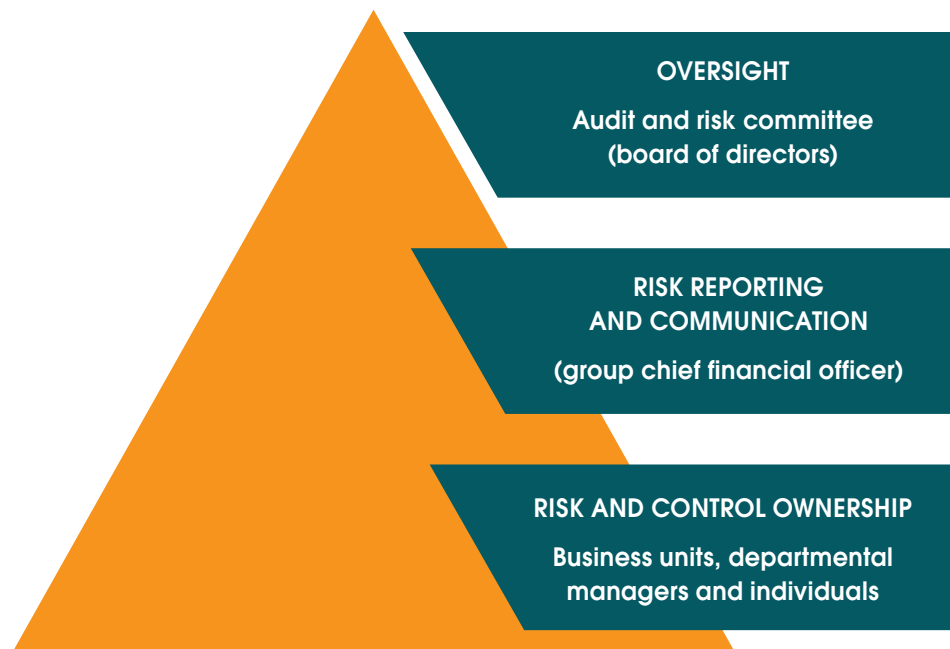 OVERSIGHT
Audit and risk committee
(board of directors)
RISK REPORTING
AND COMMUNICATION
(group chief financial officer)
RISK AND CONTROL OWNERSHIP
Business units, departmental
managers and individuals